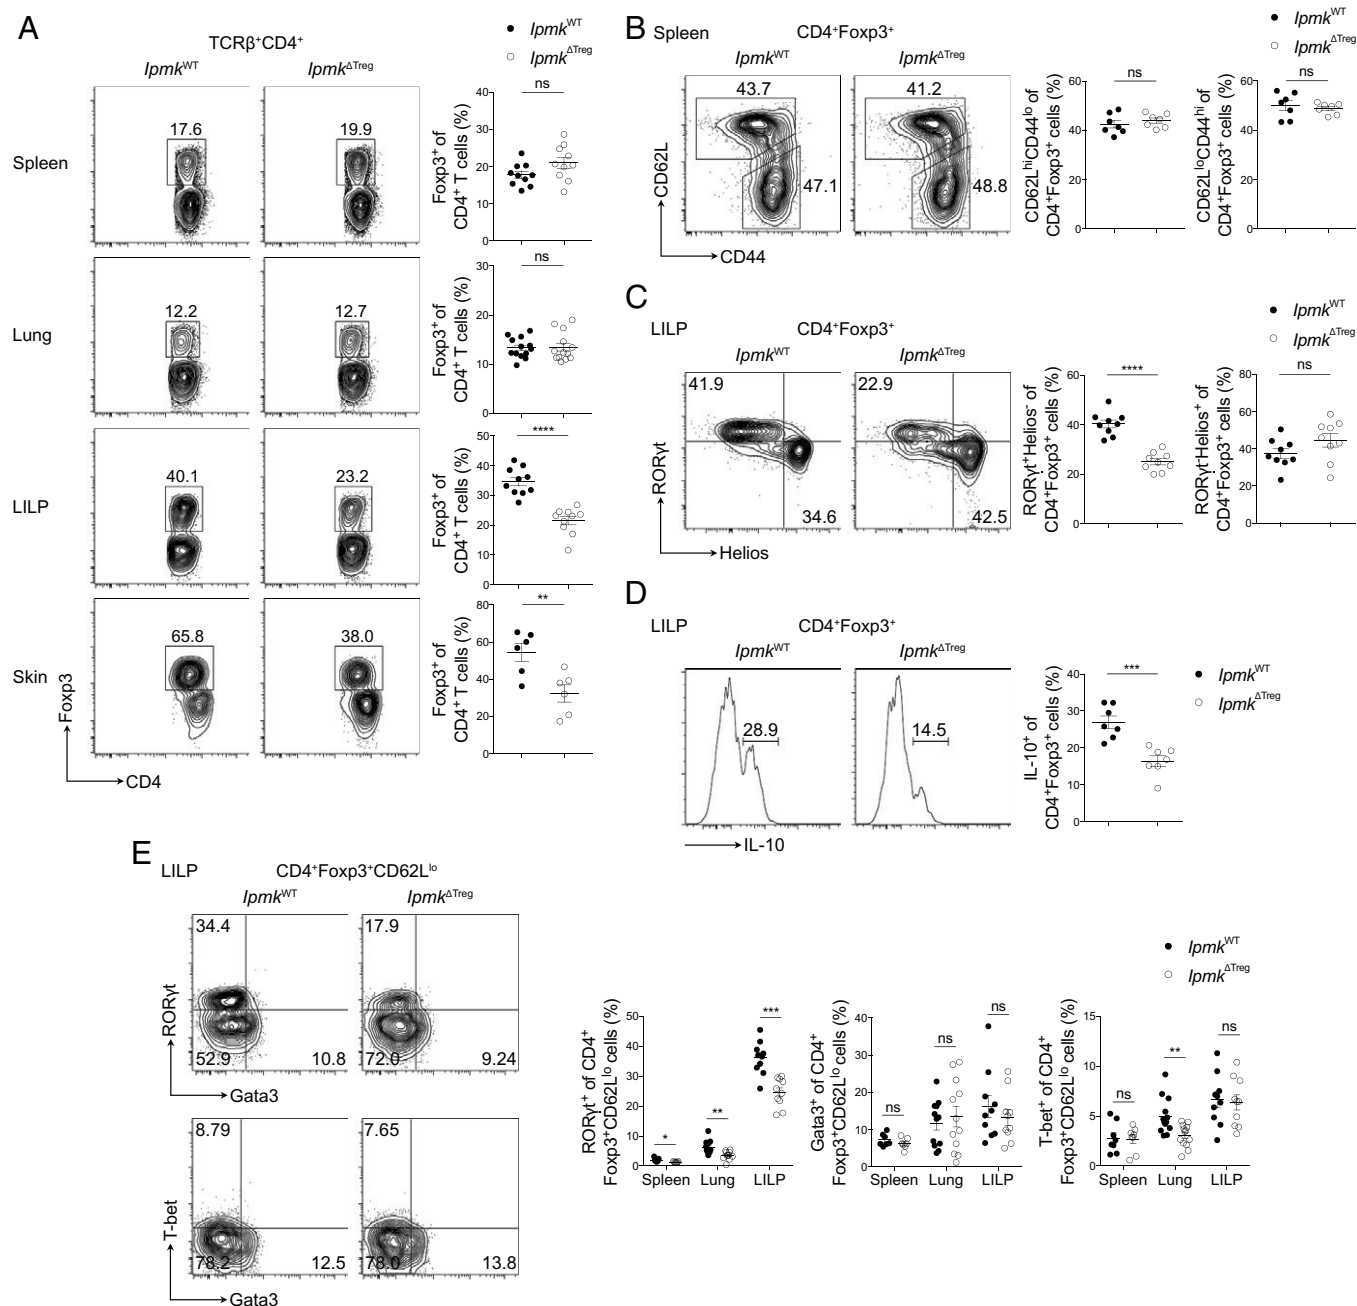 A
TCRβ⁺CD4⁺
Ipmk^WT
Ipmk^ΔTreg
● Ipmk^WT
○ Ipmk^ΔTreg
Spleen
17.6
19.9
Foxp3⁺ of
CD4⁺ T cells (%)
40
30
20
10
0
ns
Lung
12.2
12.7
Foxp3⁺ of
CD4⁺ T cells (%)
30
20
10
0
ns
LILP
40.1
23.2
Foxp3⁺ of
CD4⁺ T cells (%)
50
40
30
20
10
0
****
Skin
65.8
38.0
Foxp3⁺ of
CD4⁺ T cells (%)
80
60
40
20
0
**
Foxp3
CD4
B
Spleen
CD4⁺Foxp3⁺
Ipmk^WT
Ipmk^ΔTreg
● Ipmk^WT
○ Ipmk^ΔTreg
43.7
47.1
41.2
48.8
CD62L
CD44
CD62L^hiCD44^lo of
CD4⁺Foxp3⁺ cells (%)
60
40
20
0
ns
CD62L^loCD44^hi of
CD4⁺Foxp3⁺ cells (%)
60
40
20
0
ns
C
LILP
CD4⁺Foxp3⁺
Ipmk^WT
Ipmk^ΔTreg
● Ipmk^WT
○ Ipmk^ΔTreg
41.9
34.6
22.9
42.5
RORγt
Helios
RORγt⁺Helios⁻ of
CD4⁺Foxp3⁺ cells (%)
60
40
20
0
****
RORγt⁻Helios⁺ of
CD4⁺Foxp3⁺ cells (%)
80
60
40
20
0
ns
D
LILP
CD4⁺Foxp3⁺
Ipmk^WT
Ipmk^ΔTreg
28.9
14.5
IL-10
IL-10⁺ of
CD4⁺Foxp3⁺ cells (%)
40
30
20
10
0
***
● Ipmk^WT
○ Ipmk^ΔTreg
E
LILP
CD4⁺Foxp3⁺CD62L^lo
Ipmk^WT
Ipmk^ΔTreg
34.4
52.9
10.8
17.9
72.0
9.24
RORγt
Gata3
8.79
78.2
12.5
7.65
78.0
13.8
T-bet
Gata3
● Ipmk^WT
○ Ipmk^ΔTreg
RORγt⁺ of CD4⁺
Foxp3⁺CD62L^lo cells (%)
50
40
30
20
10
0
*
**
***
Spleen Lung LILP
Gata3⁺ of CD4⁺
Foxp3⁺CD62L^lo cells (%)
40
30
20
10
0
ns
ns
ns
Spleen Lung LILP
T-bet⁺ of CD4⁺
Foxp3⁺CD62L^lo cells (%)
15
10
5
0
ns
**
ns
Spleen Lung LILP